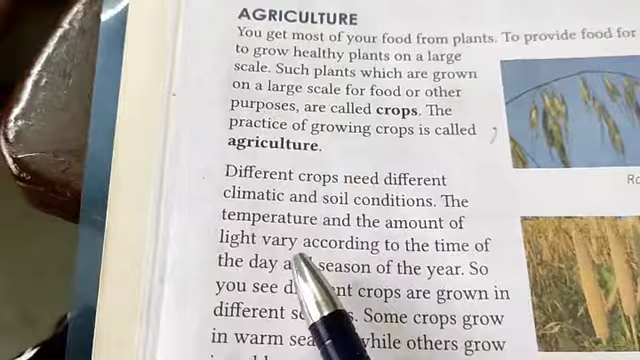 AGRICULTURE
You get most of your food from plants. To provide food for
to grow healthy plants on a large
scale. Such plants which are grown
on a large scale for food or other
purposes, are called crops. The
practice of growing crops is called
agriculture.
Different crops need different
climatic and soil conditions. The
temperature and the amount of
light vary according to the time of
the day season of the year. So
you see crops are grown in
different Some crops grow
in warm while others grow